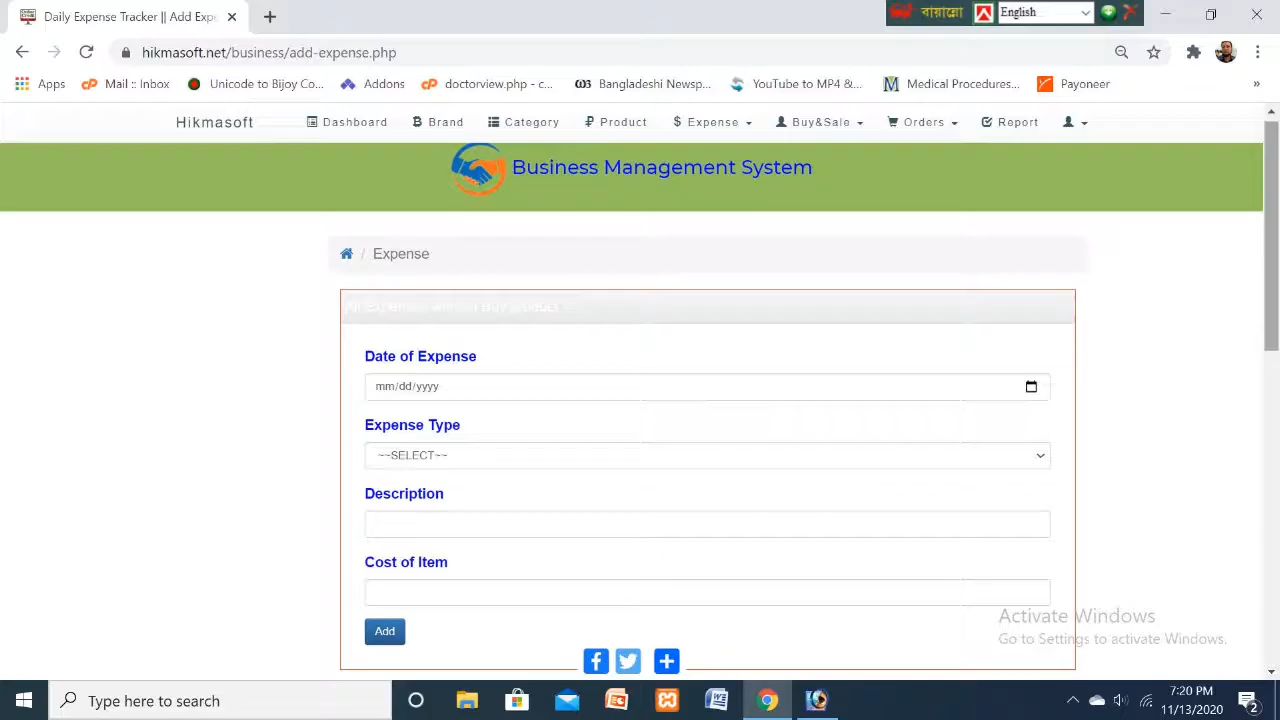 Daily Expense Tracker || Add Exp
বায়ান্নো
English
hikmasoft.net/business/add-expense.php
Apps
Mail :: Inbox
Unicode to Bijoy Co...
Addons
doctorview.php - c...
Bangladeshi Newsp...
YouTube to MP4 &...
Medical Procedures...
Payoneer
»
Hikmasoft
Dashboard
Brand
Category
Product
$ Expense
Buy&Sale
Orders
Report
Business Management System
/ Expense
Date of Expense
mm/dd/yyyy
Expense Type
~~SELECT~~
Description
Cost of Item
Add
Activate Windows
Go to Settings to activate Windows.
Type here to search
7:20 PM
11/13/2020
2